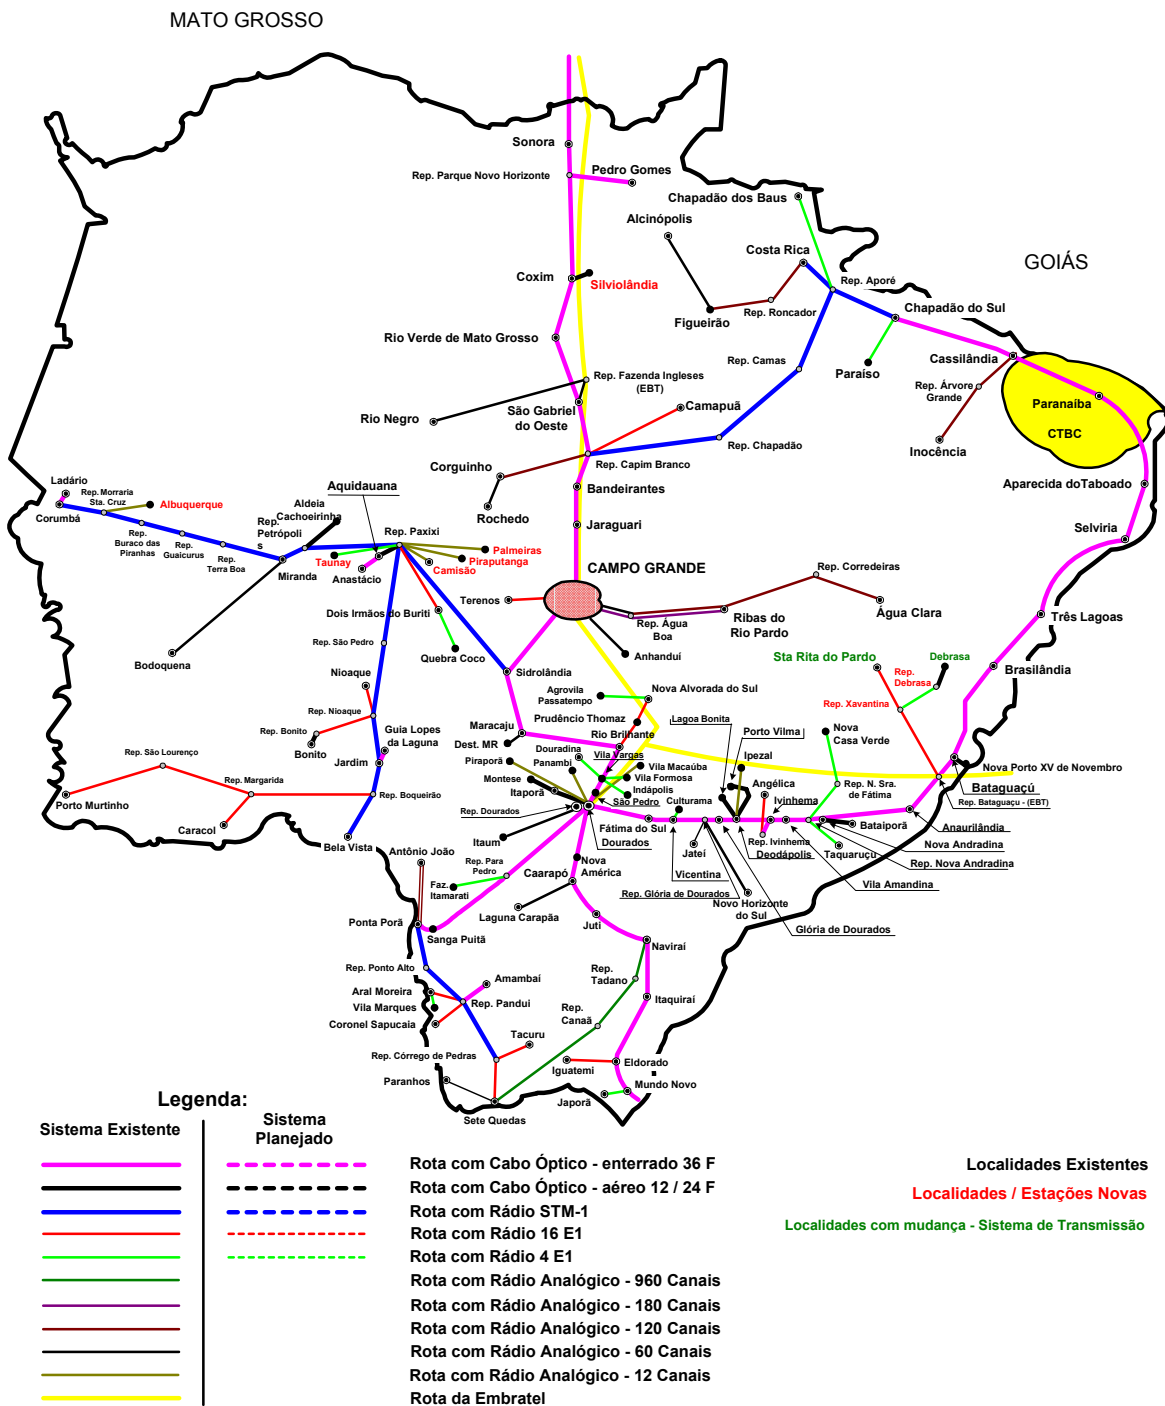 MATO GROSSO
Sonora
Rep. Parque Novo Horizonte
Pedro Gomes
Chapadão dos Baus
Alcinópolis
Costa Rica
GOIÁS
Coxim
Silviolândia
Rep. Aporé
Rep. Roncador
Figueirão
Chapadão do Sul
Rio Verde de Mato Grosso
Rep. Camas
Paraíso
Cassilândia
Rep. Fazenda Ingleses
(EBT)
Rep. Árvore
Grande
Rio Negro
São Gabriel
do Oeste
Camapuã
Paranaíba
CTBC
Rep. Chapadão
Inocência
Corguinho
Rep. Capim Branco
Ladário
Rep. Morraria
Sta. Cruz
Aquidauana
Bandeirantes
Aparecida doTaboado
Corumbá
Albuquerque
Aldeia
Cachoeirinha
Rochedo
Rep.
Petrópoli
s
Rep. Paxixi
Jaraguari
Selviria
Rep.
Buraco das
Piranhas
Rep.
Guaicurus
Rep.
Terra Boa
Miranda
Taunay
Anastácio
Camisão
Palmeiras
Piraputanga
CAMPO GRANDE
Rep. Corredeiras
Terenos
Dois Irmãos do Buriti
Rep. Água
Boa
Ribas do
Rio Pardo
Água Clara
Três Lagoas
Rep. São Pedro
Bodoquena
Quebra Coco
Anhanduí
Sta Rita do Pardo
Debrasa
Nioaque
Sidrolândia
Rep.
Debrasa
Brasilândia
Agrovila
Passatempo
Nova Alvorada do Sul
Rep. Xavantina
Rep. Nioaque
Guia Lopes
da Laguna
Maracaju
Prudêncio Thomaz
Lagoa Bonita
Rep. Bonito
Bonito
Rio Brilhante
Porto Vilma
Nova
Casa Verde
Dest. MR
Douradina
Vila Vargas
Ipezal
Rep. São Lourenço
Jardim
Piraporã
Panambi
Vila Macaúba
Nova Porto XV de Novembro
Rep. Margarida
Montese
Vila Formosa
Angélica
Rep. N. Sra.
de Fátima
Bataguaçú
Porto Murtinho
Rep. Boqueirão
Itaporã
Indápolis
São Pedro
Culturama
Ivinhema
Rep. Bataguaçu - (EBT)
Rep. Dourados
Caracol
Bela Vista
Itaum
Dourados
Fátima do Sul
Jateí
Rep. Ivinhema
Deodápolis
Bataiporã
Anaurilândia
Antônio João
Taquaruçu
Nova Andradina
Rep. Para
Pedro
Caarapó
Nova
América
Vicentina
Rep. Nova Andradina
Faz.
Itamarati
Rep. Glória de Dourados
Novo Horizonte
do Sul
Vila Amandina
Laguna Carapãa
Ponta Porã
Sanga Puitã
Juti
Glória de Dourados
Naviraí
Rep. Ponto Alto
Rep.
Tadano
Amambaí
Aral Moreira
Vila Marques
Rep. Pandui
Itaquiraí
Coronel Sapucaia
Rep.
Canaã
Tacuru
Rep. Córrego de Pedras
Iguatemi
Eldorado
Paranhos
Mundo Novo
Japorã
Sete Quedas
Legenda:
Sistema Existente
Sistema
Planejado
Rota com Cabo Óptico - enterrado 36 F
Rota com Cabo Óptico - aéreo 12 / 24 F
Rota com Rádio STM-1
Rota com Rádio 16 E1
Rota com Rádio 4 E1
Rota com Rádio Analógico - 960 Canais
Rota com Rádio Analógico - 180 Canais
Rota com Rádio Analógico - 120 Canais
Rota com Rádio Analógico - 60 Canais
Rota com Rádio Analógico - 12 Canais
Rota da Embratel
Localidades Existentes
Localidades / Estações Novas
Localidades com mudança - Sistema de Transmissão